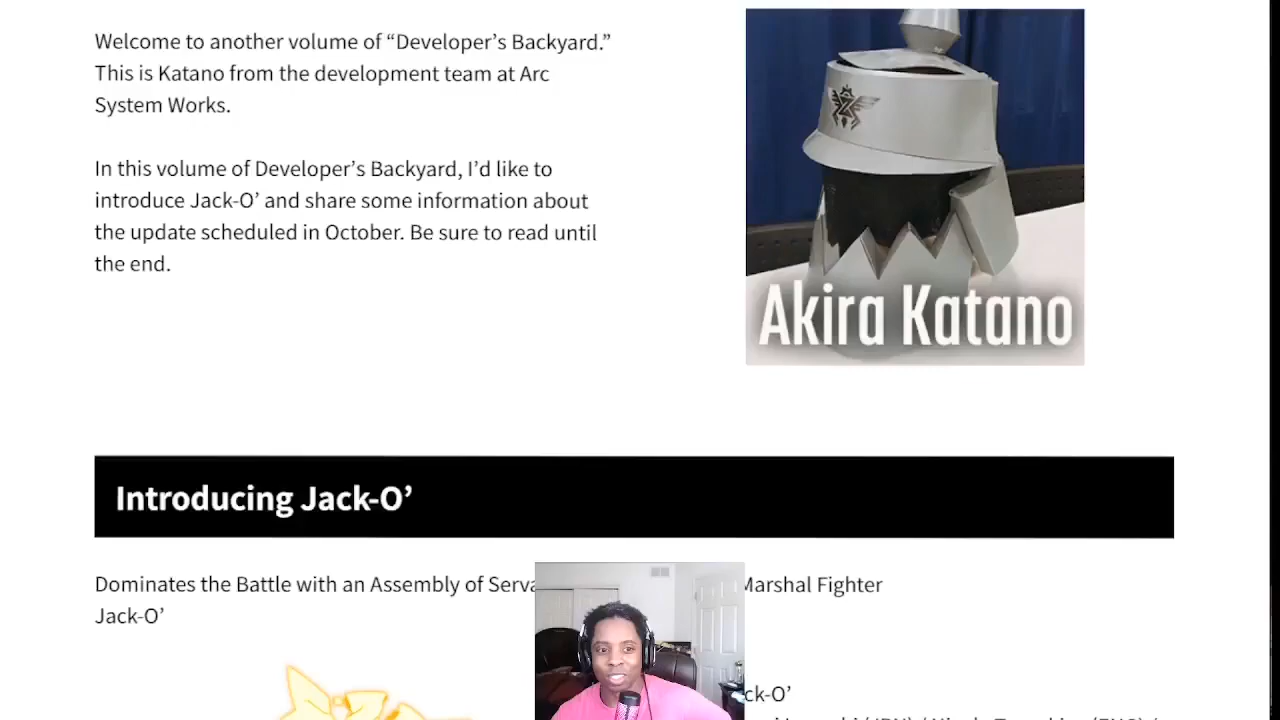 Welcome to another volume of “Developer’s Backyard.”
This is Katano from the development team at Arc
System Works.
In this volume of Developer’s Backyard, I’d like to
introduce Jack-O’ and share some information about
the update scheduled in October. Be sure to read until
the end.
Akira Katano
Introducing Jack-O’
Dominates the Battle with an Assembly of Marshal Fighter
Jack-O’
ck-O’